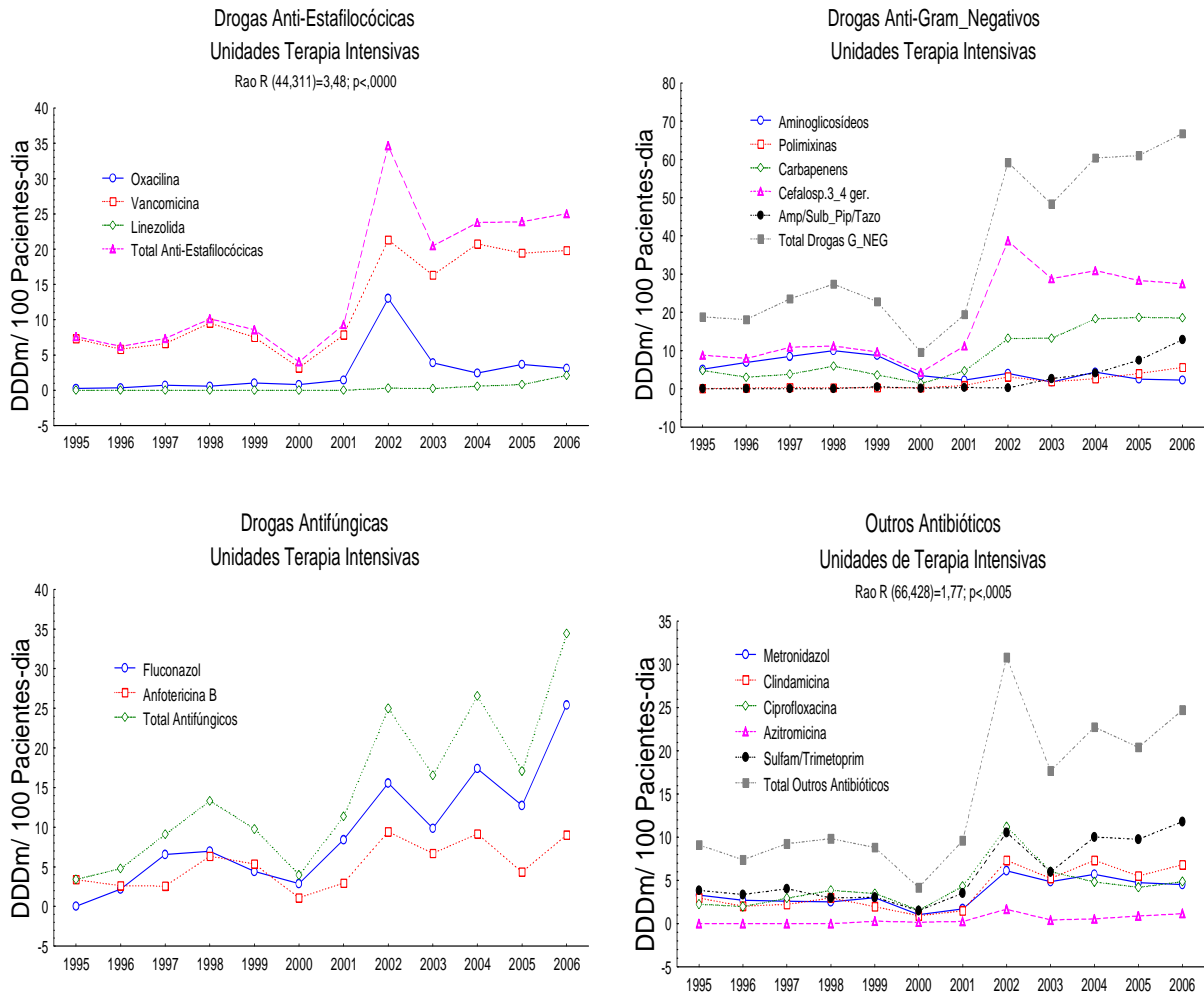 Drogas Anti-Estafilocócicas
Unidades Terapia Intensivas
Rao R (44,311)=3,48; p<,0000
DDDm/ 100 Pacientes-dia
40
35
30
25
20
15
10
5
0
-5
Oxacilina
Vancomicina
Linezolida
Total Anti-Estafilocócicas
1995 1996 1997 1998 1999 2000 2001 2002 2003 2004 2005 2006
Drogas Anti-Gram_Negativos
Unidades Terapia Intensivas
DDDm/ 100 Pacientes-dia
80
70
60
50
40
30
20
10
0
-10
Aminoglicosídeos
Polimixinas
Carbapenens
Cefalosp.3_4 ger.
Amp/Sulb_Pip/Tazo
Total Drogas G_NEG
1995 1996 1997 1998 1999 2000 2001 2002 2003 2004 2005 2006
Drogas Antifúngicas
Unidades Terapia Intensivas
DDDm/ 100 Pacientes-dia
40
35
30
25
20
15
10
5
0
-5
Fluconazol
Anfotericina B
Total Antifúngicos
1995 1996 1997 1998 1999 2000 2001 2002 2003 2004 2005 2006
Outros Antibióticos
Unidades de Terapia Intensivas
Rao R (66,428)=1,77; p<,0005
DDDm/ 100 Pacientes-dia
35
30
25
20
15
10
5
0
-5
Metronidazol
Clindamicina
Ciprofloxacina
Azitromicina
Sulfam/Trimetoprim
Total Outros Antibióticos
1995 1996 1997 1998 1999 2000 2001 2002 2003 2004 2005 2006